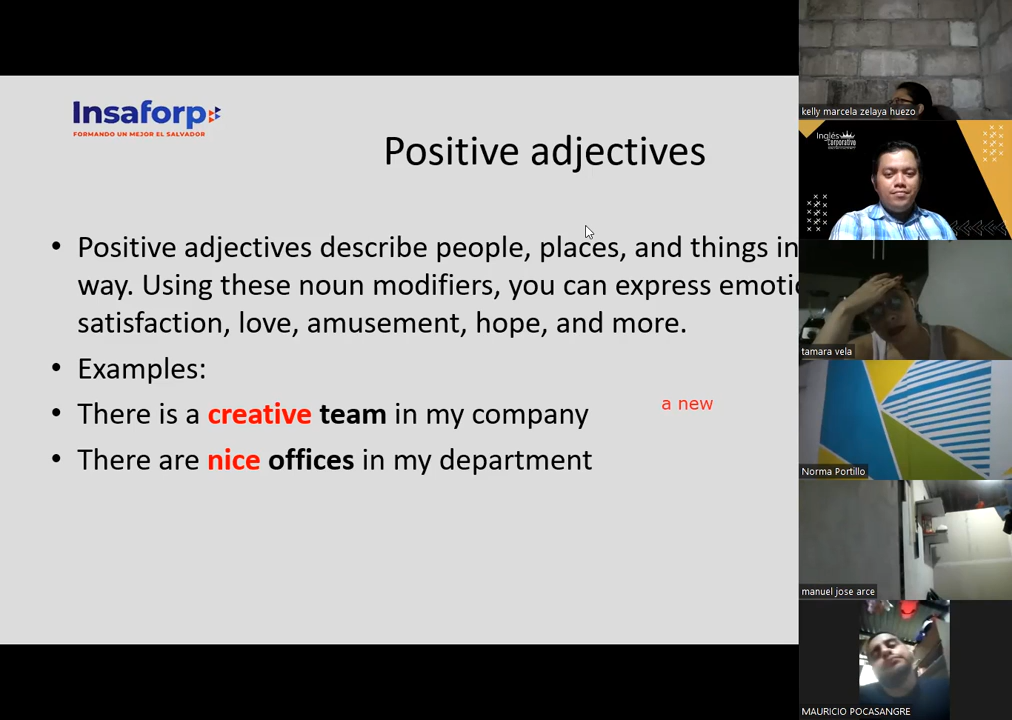 Insaforp
FORMANDO UN MEJOR EL SALVADOR
Positive adjectives
• Positive adjectives describe people, places, and things in
way. Using these noun modifiers, you can express emotio
satisfaction, love, amusement, hope, and more.
• Examples:
• There is a creative team in my company
a new
• There are nice offices in my department
kelly marcela zelaya huezo
Inglés
Corporativo
tamara vela
Norma Portillo
manuel jose arce
MAURICIO POCASANGRE